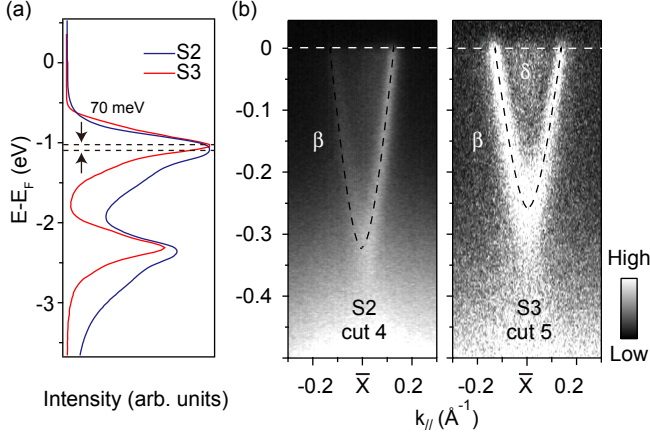 (a)
S2
S3
70 meV
0
-1
-2
-3
E-E_F (eV)
Intensity (arb. units)
(b)
0
-0.1
-0.2
-0.3
-0.4
β
S2
cut 4
-0.2
X̅
0.2
δ
β
S3
cut 5
-0.2
X̅
0.2
k_// (Å⁻¹)
High
Low